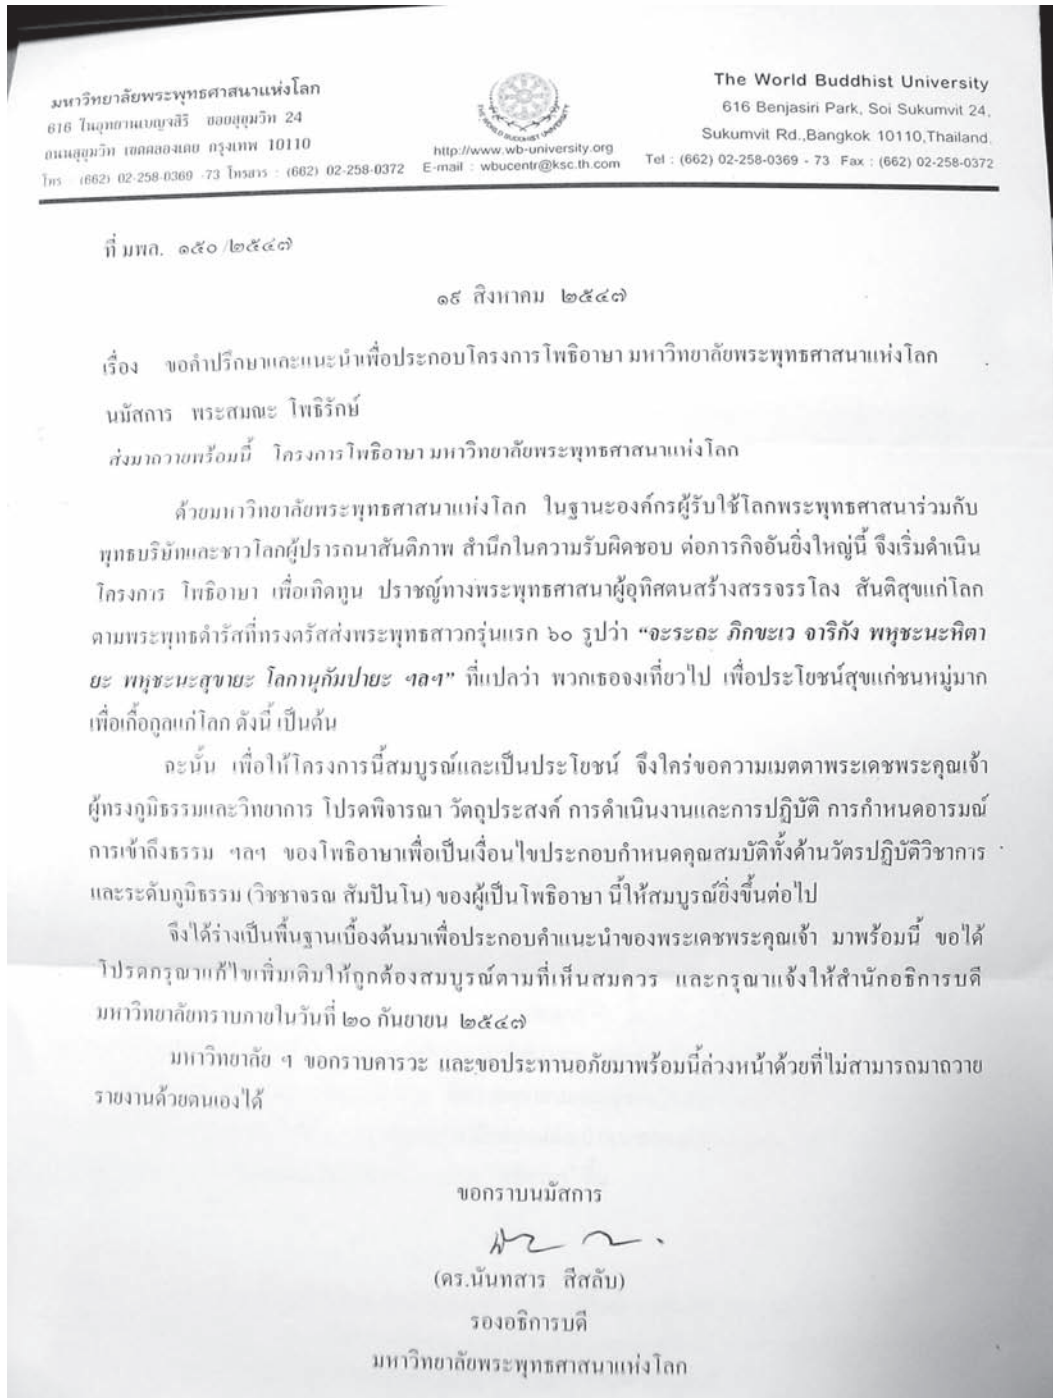 มหาวิทยาลัยพระพุทธศาสนาแห่งโลก
616 ในอุทยานเบญจสิริ ซอยสุขุมวิท 24
ถนนสุขุมวิท เขตคลองเตย กรุงเทพ 10110
โทร : (662) 02-258-0369 -73 โทรสาร : (662) 02-258-0372
THE WORLD BUDDHIST UNIVERSITY
http://www.wb-university.org
E-mail : wbucentr@ksc.th.com
The World Buddhist University
616 Benjasiri Park, Soi Sukumvit 24,
Sukumvit Rd.,Bangkok 10110,Thailand.
Tel : (662) 02-258-0369 - 73 Fax : (662) 02-258-0372
ที่ มพล. ๑๕๐/๒๕๔๗
๑๙ สิงหาคม ๒๕๔๗
เรื่อง ขอคำปรึกษาและแนะนำเพื่อประกอบโครงการโพธิอาษา มหาวิทยาลัยพระพุทธศาสนาแห่งโลก
นมัสการ พระสมณะ โพธิรักษ์
ส่งมาถวายพร้อมนี้ โครงการโพธิอาษา มหาวิทยาลัยพระพุทธศาสนาแห่งโลก
ด้วยมหาวิทยาลัยพระพุทธศาสนาแห่งโลก ในฐานะองค์กรผู้รับใช้โลกพระพุทธศาสนาร่วมกับ
พุทธบริษัทและชาวโลกผู้ปรารถนาสันติภาพ สำนึกในความรับผิดชอบ ต่อภารกิจอันยิ่งใหญ่นี้ จึงเริ่มดำเนิน
โครงการ โพธิอาษา เพื่อเทิดทูน ปราชญ์ทางพระพุทธศาสนาผู้อุทิศตนสร้างสรรจรรโลง สันติสุขแก่โลก
ตามพระพุทธดำรัสที่ทรงตรัสส่งพระพุทธสาวกรุ่นแรก ๖๐ รูปว่า “จะระถะ ภิกขะเว จาริกัง พหุชะนะหิตา
ยะ พหุชะนะสุขายะ โลกานุกัมปายะ ฯลฯ” ที่แปลว่า พวกเธอจงเที่ยวไป เพื่อประโยชน์สุขแก่ชนหมู่มาก
เพื่อเกื้อกูลแก่โลก ดังนี้ เป็นต้น
ฉะนั้น เพื่อให้โครงการนี้สมบูรณ์และเป็นประโยชน์ จึงใคร่ขอความเมตตาพระเดชพระคุณเจ้า
ผู้ทรงภูมิธรรมและวิทยาการ โปรดพิจารณา วัตถุประสงค์ การดำเนินงานและการปฏิบัติ การกำหนดอารมณ์
การเข้าถึงธรรม ฯลฯ ของโพธิอาษาเพื่อเป็นเงื่อนไขประกอบกำหนดคุณสมบัติทั้งด้านวัตรปฏิบัติวิชาการ
และระดับภูมิธรรม (วิชชาจรณ สัมปันโน) ของผู้เป็นโพธิอาษา นี้ให้สมบูรณ์ยิ่งขึ้นต่อไป
จึงได้ร่างเป็นพื้นฐานเบื้องต้นมาเพื่อประกอบคำแนะนำของพระเดชพระคุณเจ้า มาพร้อมนี้ ขอได้
โปรดกรุณาแก้ไขเพิ่มเติมให้ถูกต้องสมบูรณ์ตามที่เห็นสมควร และกรุณาแจ้งให้สำนักอธิการบดี
มหาวิทยาลัยทราบภายในวันที่ ๒๐ กันยายน ๒๕๔๗
มหาวิทยาลัย ฯ ขอกราบคารวะ และขอประทานอภัยมาพร้อมนี้ล่วงหน้าด้วยที่ไม่สามารถมาถวาย
รายงานด้วยตนเองได้
ขอกราบนมัสการ
(ดร.นันทสาร สีสลับ)
รองอธิการบดี
มหาวิทยาลัยพระพุทธศาสนาแห่งโลก